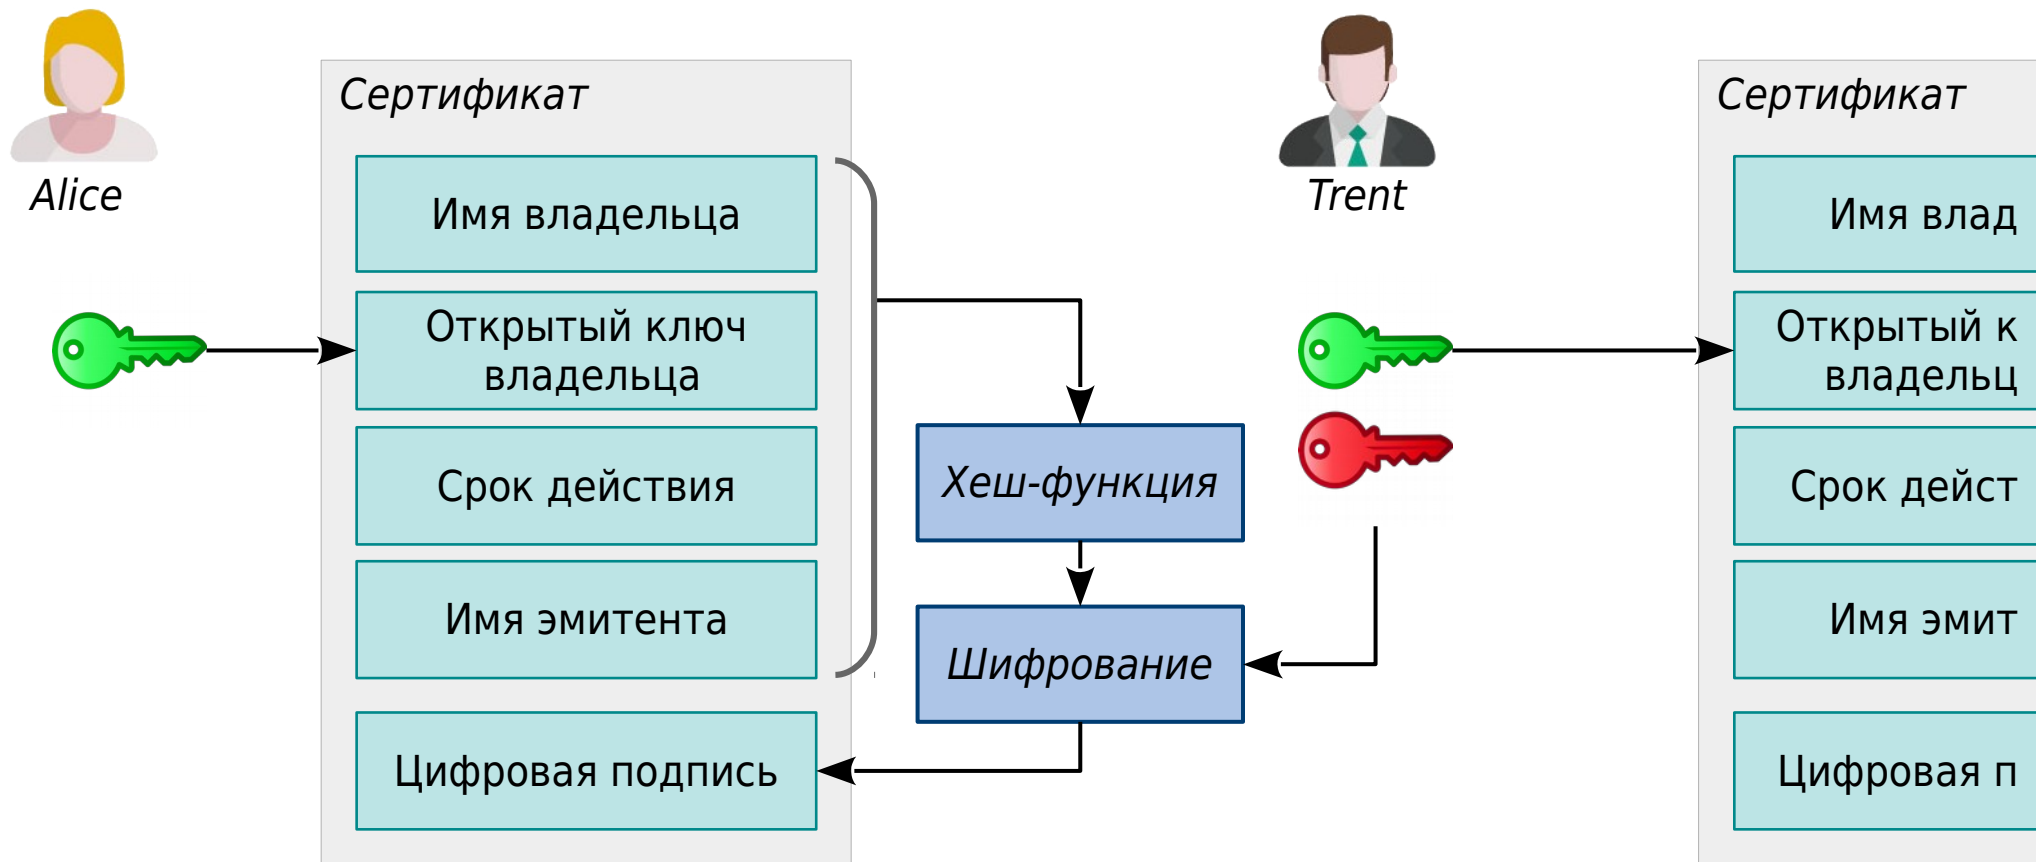 Alice
Сертификат
Имя владельца
Открытый ключ
владельца
Срок действия
Имя эмитента
Цифровая подпись
Хеш-функция
Шифрование
Trent
Сертификат
Имя влад
Открытый к
владельц
Срок дейст
Имя эмит
Цифровая п